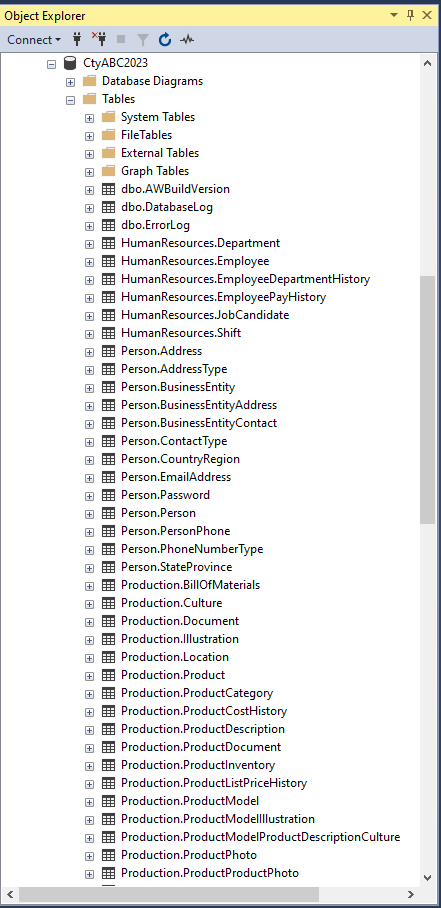 Object Explorer
Connect
CtyABC2023
Database Diagrams
Tables
System Tables
FileTables
External Tables
Graph Tables
dbo.AWBuildVersion
dbo.DatabaseLog
dbo.ErrorLog
HumanResources.Department
HumanResources.Employee
HumanResources.EmployeeDepartmentHistory
HumanResources.EmployeePayHistory
HumanResources.JobCandidate
HumanResources.Shift
Person.Address
Person.AddressType
Person.BusinessEntity
Person.BusinessEntityAddress
Person.BusinessEntityContact
Person.ContactType
Person.CountryRegion
Person.EmailAddress
Person.Password
Person.Person
Person.PersonPhone
Person.PhoneNumberType
Person.StateProvince
Production.BillOfMaterials
Production.Culture
Production.Document
Production.Illustration
Production.Location
Production.Product
Production.ProductCategory
Production.ProductCostHistory
Production.ProductDescription
Production.ProductDocument
Production.ProductInventory
Production.ProductListPriceHistory
Production.ProductModel
Production.ProductModelIllustration
Production.ProductModelProductDescriptionCulture
Production.ProductPhoto
Production.ProductProductPhoto